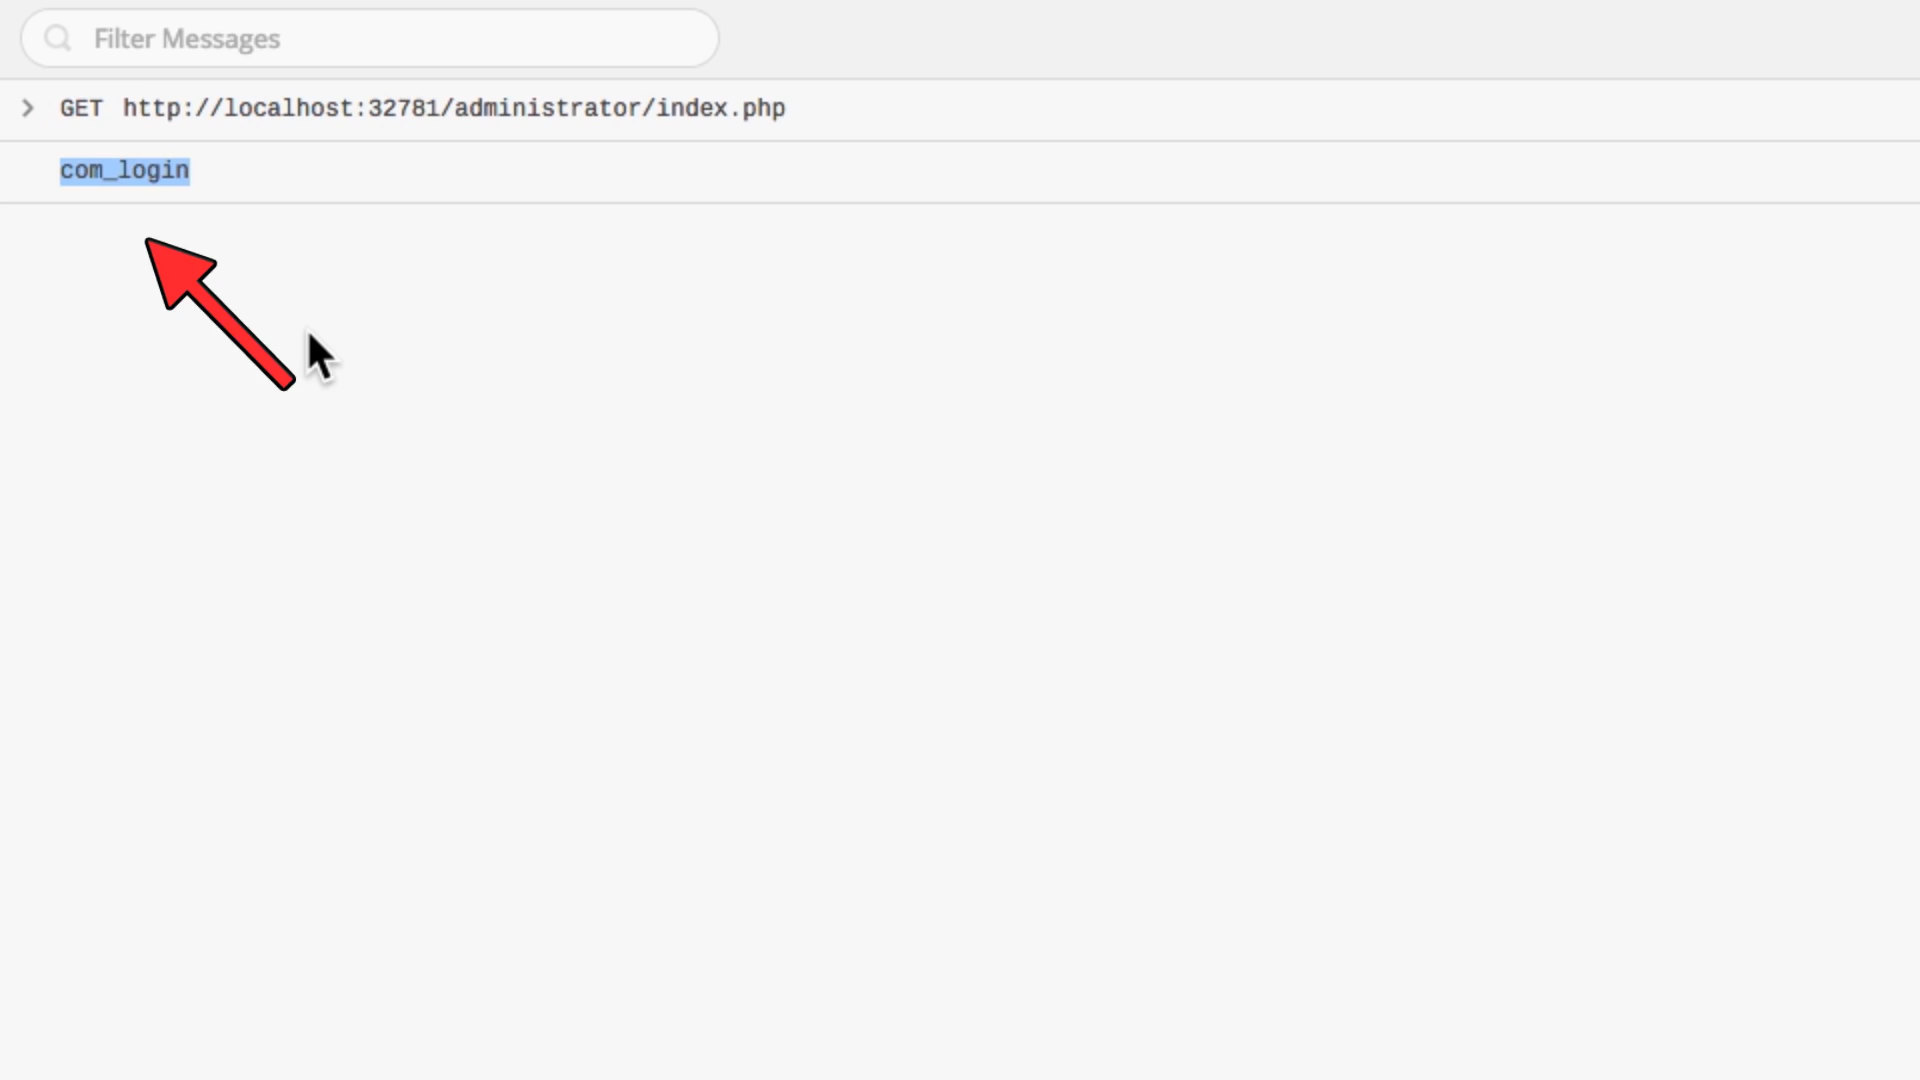 Filter Messages
GET http://localhost:32781/administrator/index.php
com_login